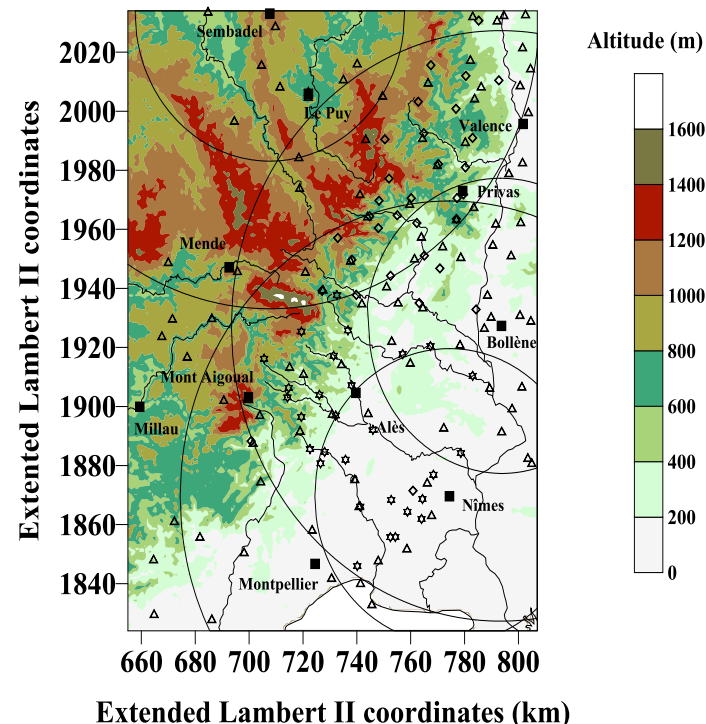 Altitude (m)
Sembadel
2020
Le Puy
2000
Valence
1980
Privas
1960
Mende
1940
Bollène
1920
Mont Aigoual
1900
Millau
Alès
1880
Nîmes
1860
Montpellier
1840
660 680 700 720 740 760 780 800
Extended Lambert II coordinates (km)
Extented Lambert II coordinates
1600
1400
1200
1000
800
600
400
200
0